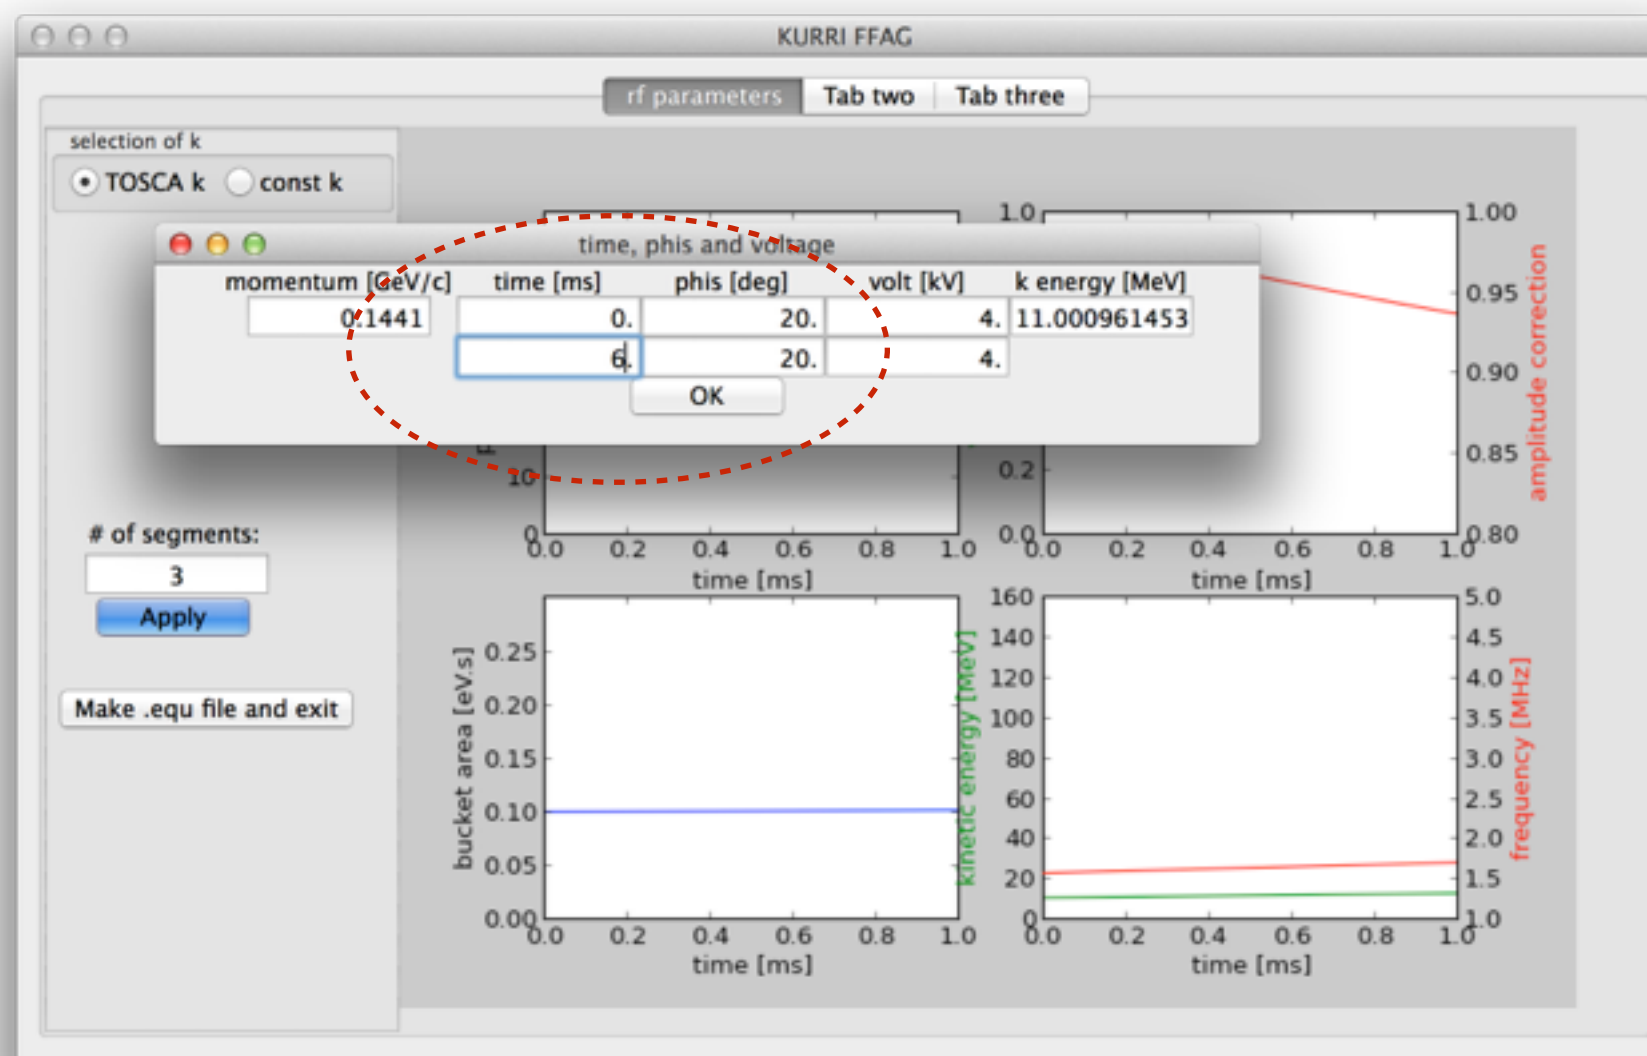 KURRI FFAG
rf parameters Tab two Tab three
selection of k
TOSCA k const k
time, phis and voltage
momentum [GeV/c] time [ms] phis [deg] volt [kV] k energy [MeV]
0.1441 0. 20. 4. 11.000961453
6. 20. 4.
OK
# of segments:
3
Apply
Make .equ file and exit
10
0
0.0 0.2 0.4 0.6 0.8 1.0
time [ms]
1.0
0.2
0.0
1.00
0.95
0.90
0.85
0.80
amplitude correction
0.0 0.2 0.4 0.6 0.8 1.0
time [ms]
bucket area [eV.s]
0.25
0.20
0.15
0.10
0.05
0.00
0.0 0.2 0.4 0.6 0.8 1.0
time [ms]
kinetic energy [MeV]
160
140
120
100
80
60
40
20
0
5.0
4.5
4.0
3.5
3.0
2.5
2.0
1.5
1.0
frequency [MHz]
0.0 0.2 0.4 0.6 0.8 1.0
time [ms]